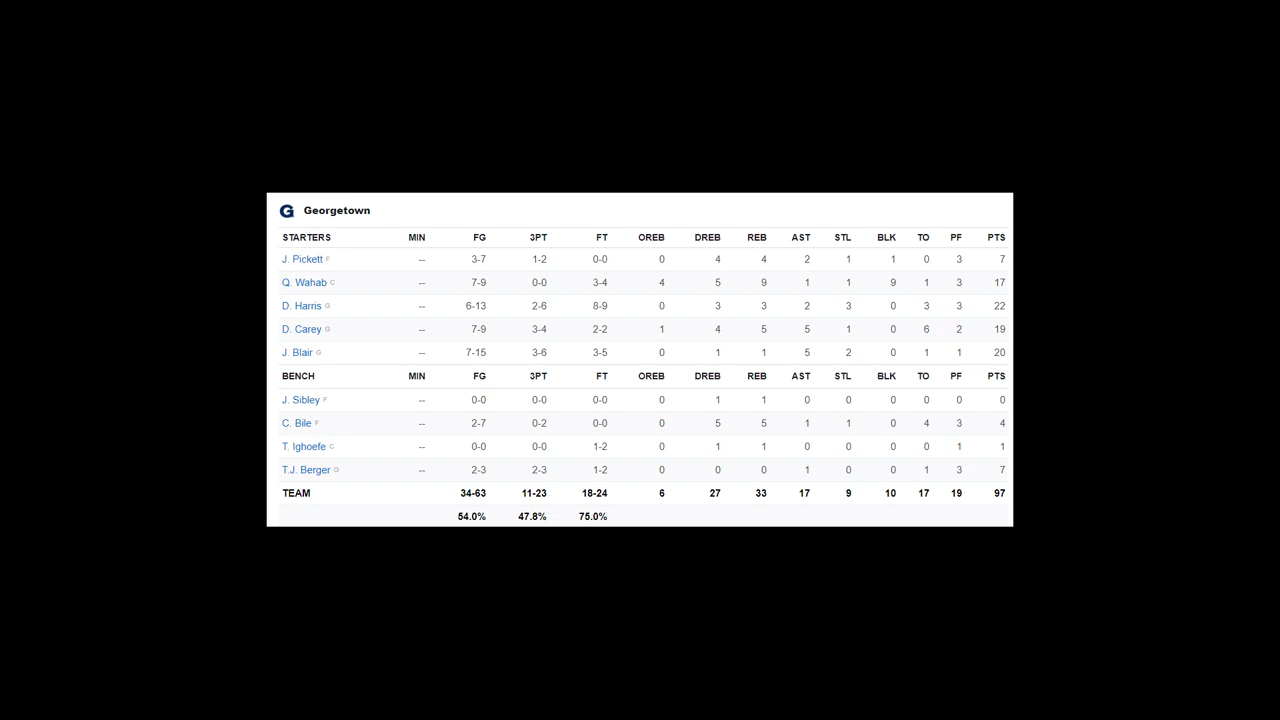 G Georgetown
STARTERS MIN FG 3PT FT OREB DREB REB AST STL BLK TO PF PTS
J. Pickett F -- 3-7 1-2 0-0 0 4 4 2 1 1 0 3 7
Q. Wahab C -- 7-9 0-0 3-4 4 5 9 1 1 9 1 3 17
D. Harris G -- 6-13 2-6 8-9 0 3 3 2 3 0 3 3 22
D. Carey G -- 7-9 3-4 2-2 1 4 5 5 1 0 6 2 19
J. Blair G -- 7-15 3-6 3-5 0 1 1 5 2 0 1 1 20
BENCH MIN FG 3PT FT OREB DREB REB AST STL BLK TO PF PTS
J. Sibley F -- 0-0 0-0 0-0 0 1 1 0 0 0 0 0 0
C. Bile F -- 2-7 0-2 0-0 0 5 5 1 1 0 4 3 4
T. Ighoefe C -- 0-0 0-0 1-2 0 1 1 0 0 0 0 1 1
T.J. Berger G -- 2-3 2-3 1-2 0 0 0 1 0 0 1 3 7
TEAM 34-63 11-23 18-24 6 27 33 17 9 10 17 19 97
54.0% 47.8% 75.0%